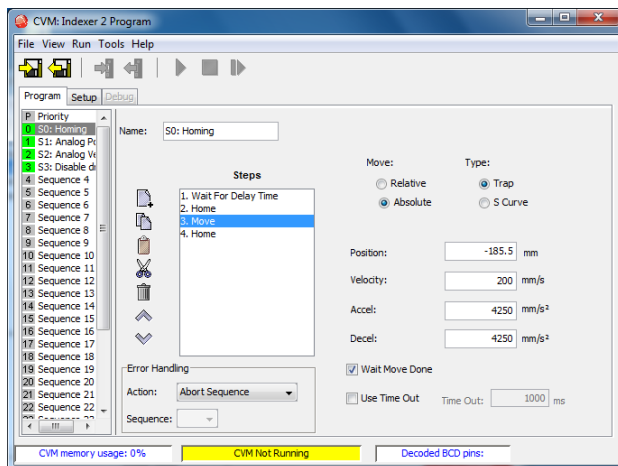 CVM: Indexer 2 Program
File View Run Tools Help
Program Setup Debug
P Priority
0 S0: Homing
1 S1: Analog Po
2 S2: Analog Ve
3 S3: Disable di
4 Sequence 4
5 Sequence 5
6 Sequence 6
7 Sequence 7
8 Sequence 8
9 Sequence 9
10 Sequence 10
11 Sequence 11
12 Sequence 12
13 Sequence 13
14 Sequence 14
15 Sequence 15
16 Sequence 16
17 Sequence 17
18 Sequence 18
19 Sequence 19
20 Sequence 20
21 Sequence 21
22 Sequence 22
Name: S0: Homing
Steps
1. Wait For Delay Time
2. Home
3. Move
4. Home
Error Handling
Action: Abort Sequence
Sequence:
Move: Type:
Relative Trap
Absolute S Curve
Position: -185.5 mm
Velocity: 200 mm/s
Accel: 4250 mm/s²
Decel: 4250 mm/s²
Wait Move Done
Use Time Out Time Out: 1000 ms
CVM memory usage: 0% CVM Not Running Decoded BCD pins: